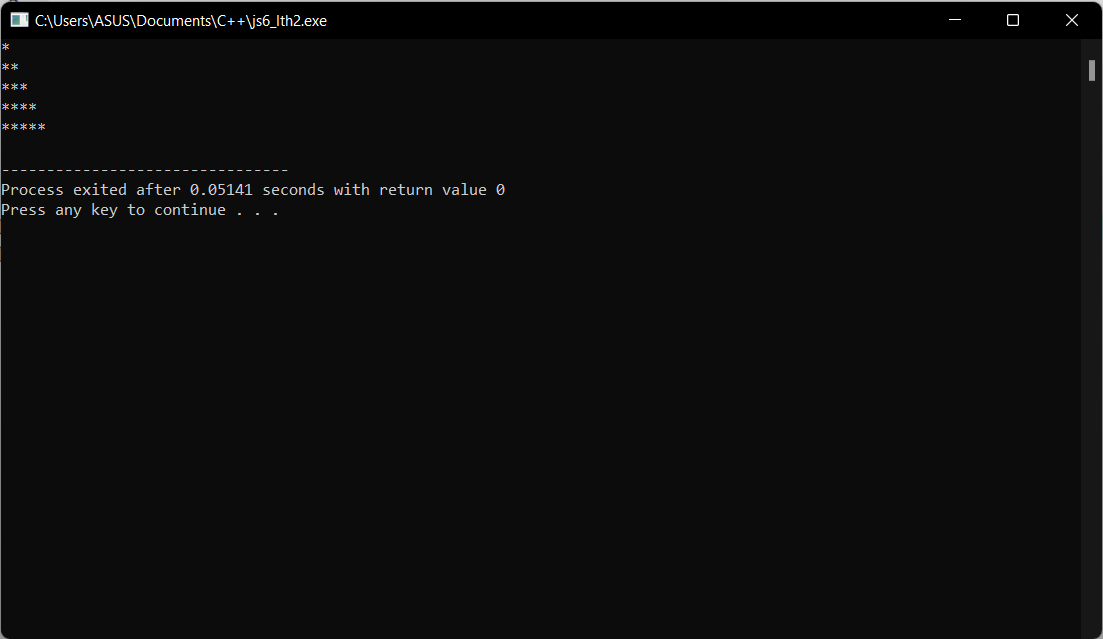 C:\Users\ASUS\Documents\C++\js6_lth2.exe
*
**
***
****
*****
--------------------------------
Process exited after 0.05141 seconds with return value 0
Press any key to continue . . .